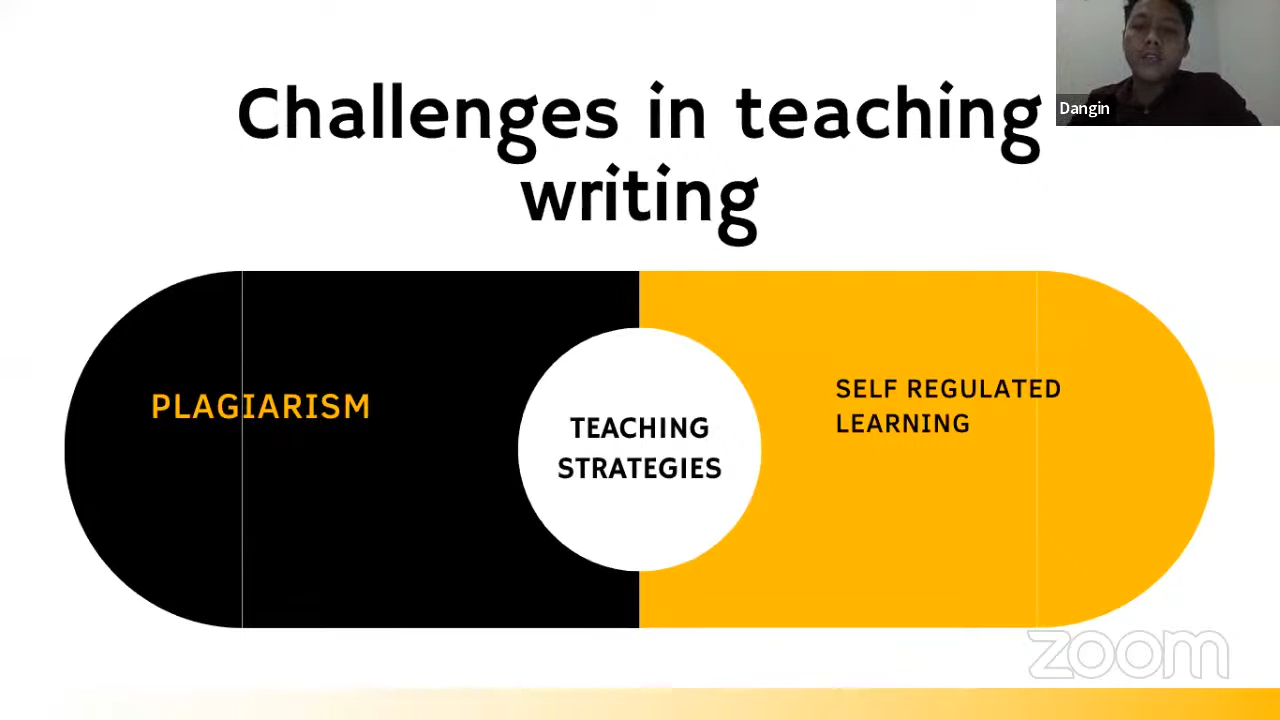 Challenges in teaching
writing
Dangin
PLAGIARISM
TEACHING
STRATEGIES
SELF REGULATED
LEARNING
zoom